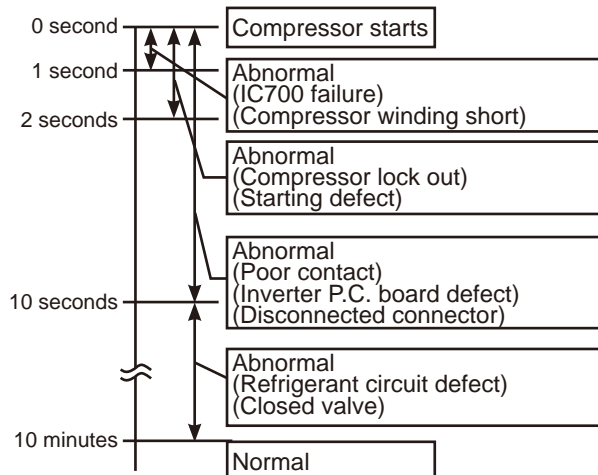 0 second
Compressor starts
1 second
Abnormal
(IC700 failure)
(Compressor winding short)
2 seconds
Abnormal
(Compressor lock out)
(Starting defect)
Abnormal
(Poor contact)
(Inverter P.C. board defect)
(Disconnected connector)
10 seconds
Abnormal
(Refrigerant circuit defect)
(Closed valve)
10 minutes
Normal